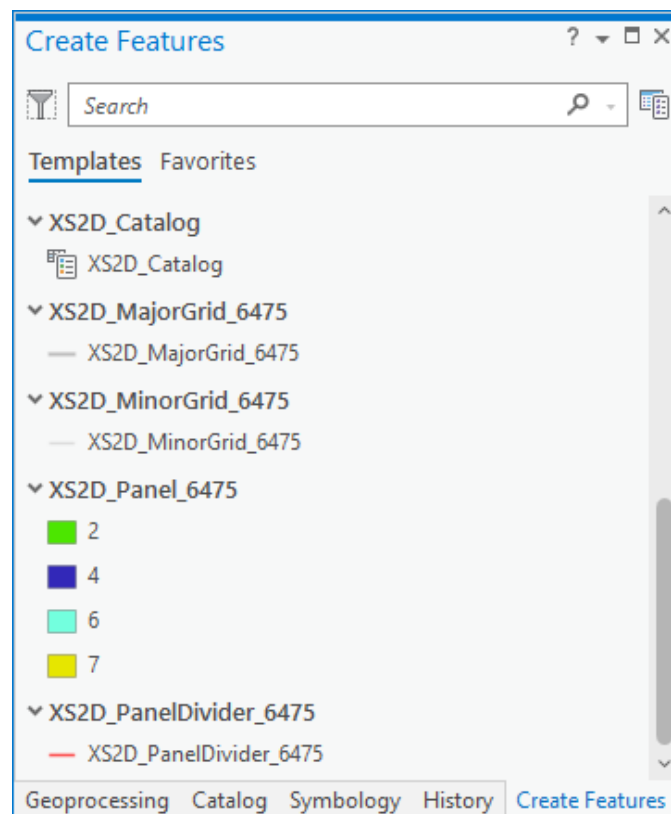 Create Features
?
Search
Templates Favorites
XS2D_Catalog
XS2D_Catalog
XS2D_MajorGrid_6475
XS2D_MajorGrid_6475
XS2D_MinorGrid_6475
XS2D_MinorGrid_6475
XS2D_Panel_6475
2
4
6
7
XS2D_PanelDivider_6475
XS2D_PanelDivider_6475
Geoprocessing Catalog Symbology History Create Features